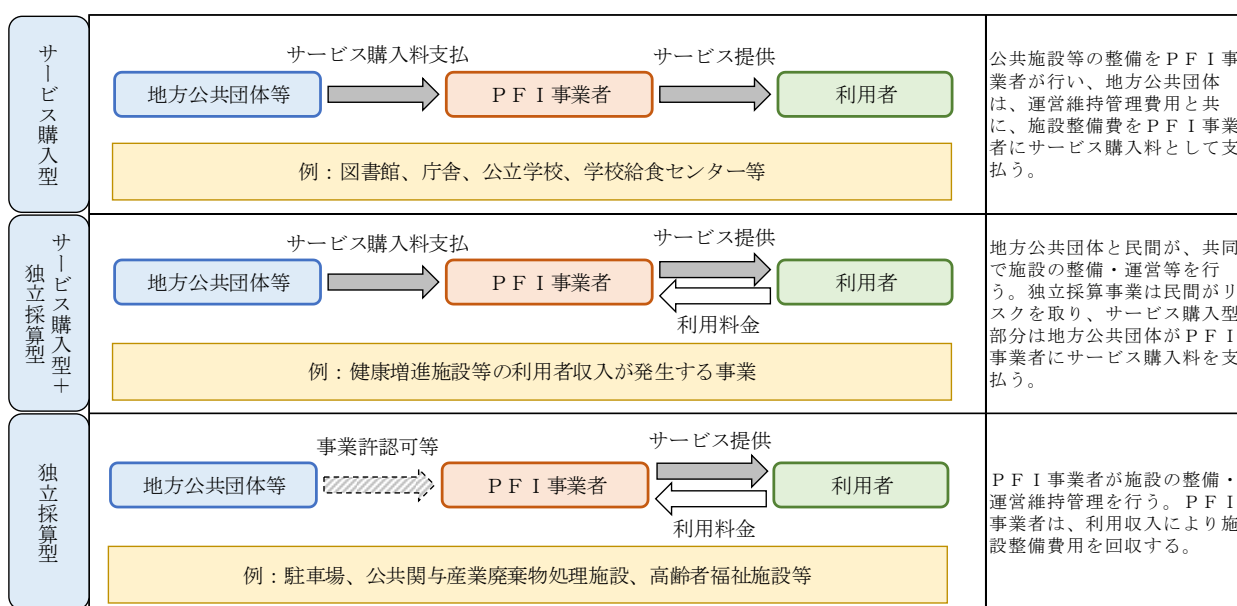 サービス購入型
サービス購入料支払
サービス提供
地方公共団体等
ＰＦＩ事業者
利用者
例：図書館、庁舎、公立学校、学校給食センター等
公共施設等の整備をＰＦＩ事
業者が行い、地方公共団体
は、運営維持管理費用と共
に、施設整備費をＰＦＩ事業
者にサービス購入料として支
払う。
サービス購入型＋
独立採算型
サービス購入料支払
サービス提供
地方公共団体等
ＰＦＩ事業者
利用者
利用料金
例：健康増進施設等の利用者収入が発生する事業
地方公共団体と民間が、共同
で施設の整備・運営等を行
う。独立採算事業は民間がリ
スクを取り、サービス購入型
部分は地方公共団体がＰＦＩ
事業者にサービス購入料を支
払う。
独立採算型
事業許認可等
サービス提供
地方公共団体等
ＰＦＩ事業者
利用者
利用料金
例：駐車場、公共関与産業廃棄物処理施設、高齢者福祉施設等
ＰＦＩ事業者が施設の整備・
運営維持管理を行う。ＰＦＩ
事業者は、利用収入により施
設整備費用を回収する。